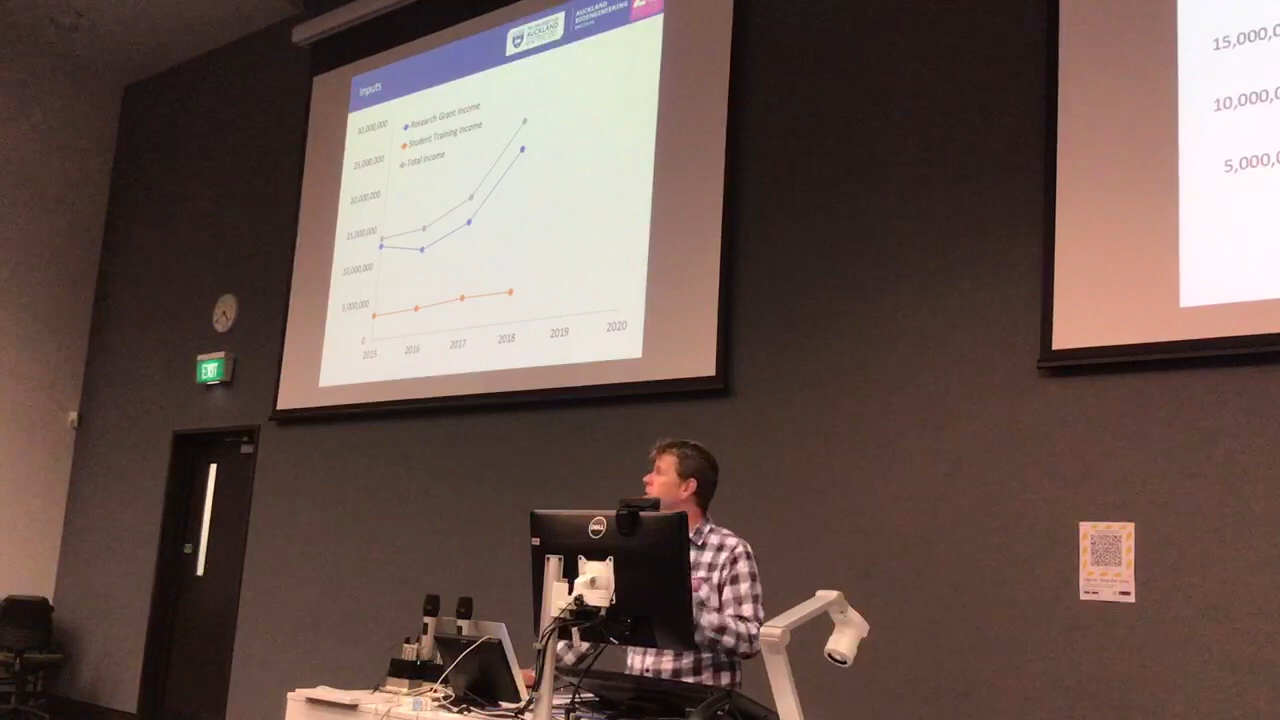 AUCKLAND
BIOENGINEERING
AUCKLAND
Inputs
Research Grant Income
Student Training Income
Total Income
30,000,000
25,000,000
20,000,000
15,000,000
10,000,000
5,000,000
0
2015
2016
2017
2018
2019
2020
15,000,0
10,000,0
5,000,0
EXIT
DELL